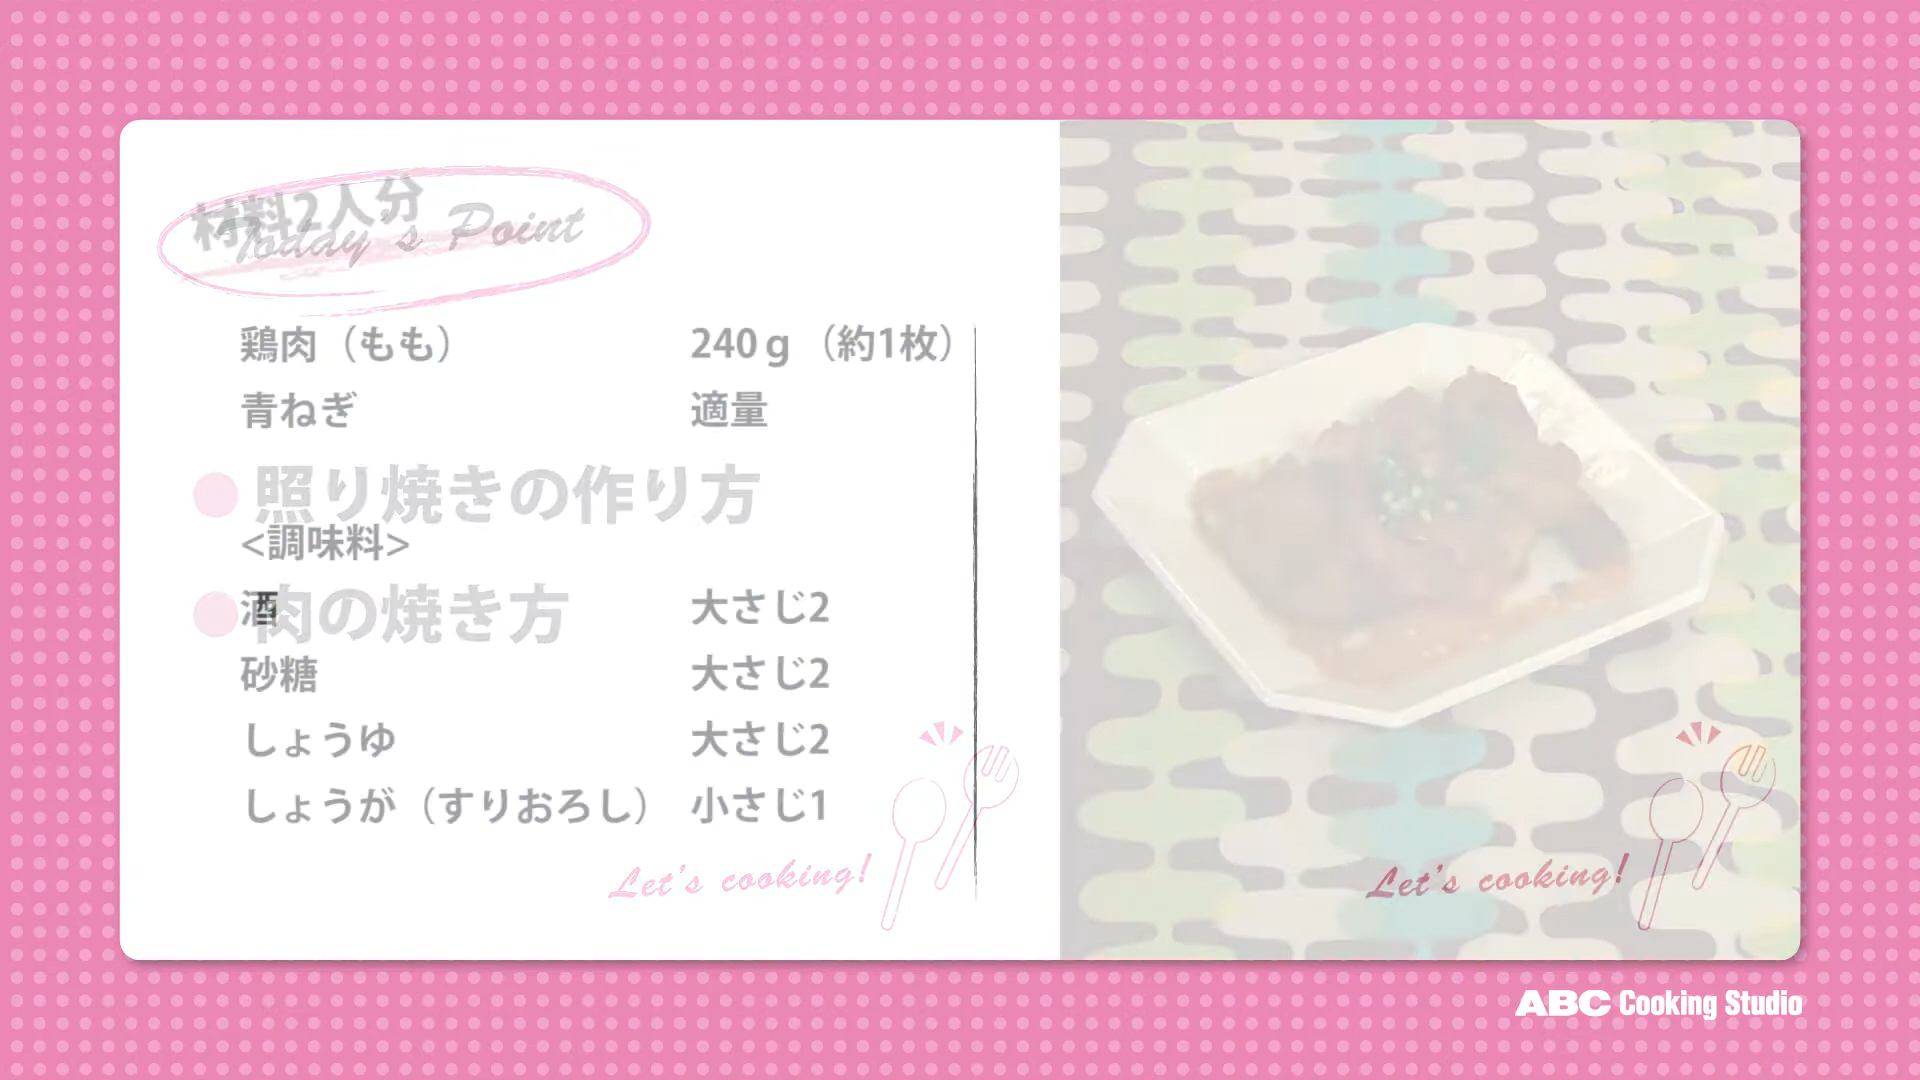 材料2人分
Today's Point
鶏肉（もも） 240g（約1枚）
青ねぎ 適量
照り焼きの作り方
<調味料>
肉の焼き方
酒 大さじ2
砂糖 大さじ2
しょうゆ 大さじ2
しょうが（すりおろし） 小さじ1
Let's cooking!
Let's cooking!
ABC Cooking Studio